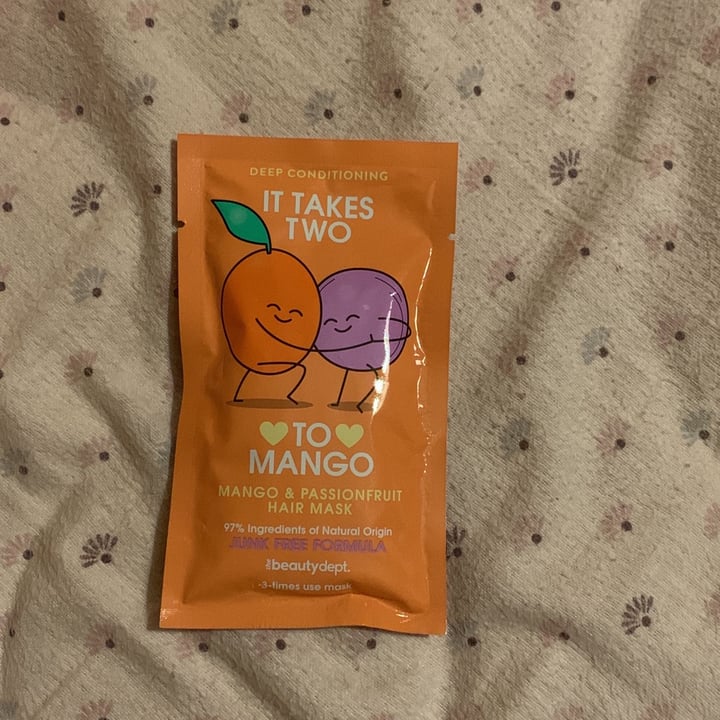 DEEP CONDITIONING
IT TAKES
TWO
TO
MANGO
MANGO & PASSIONFRUIT
HAIR MASK
97% Ingredients of Natural Origin
JUNK FREE FORMULA
the beautydept.
-3-times use mask